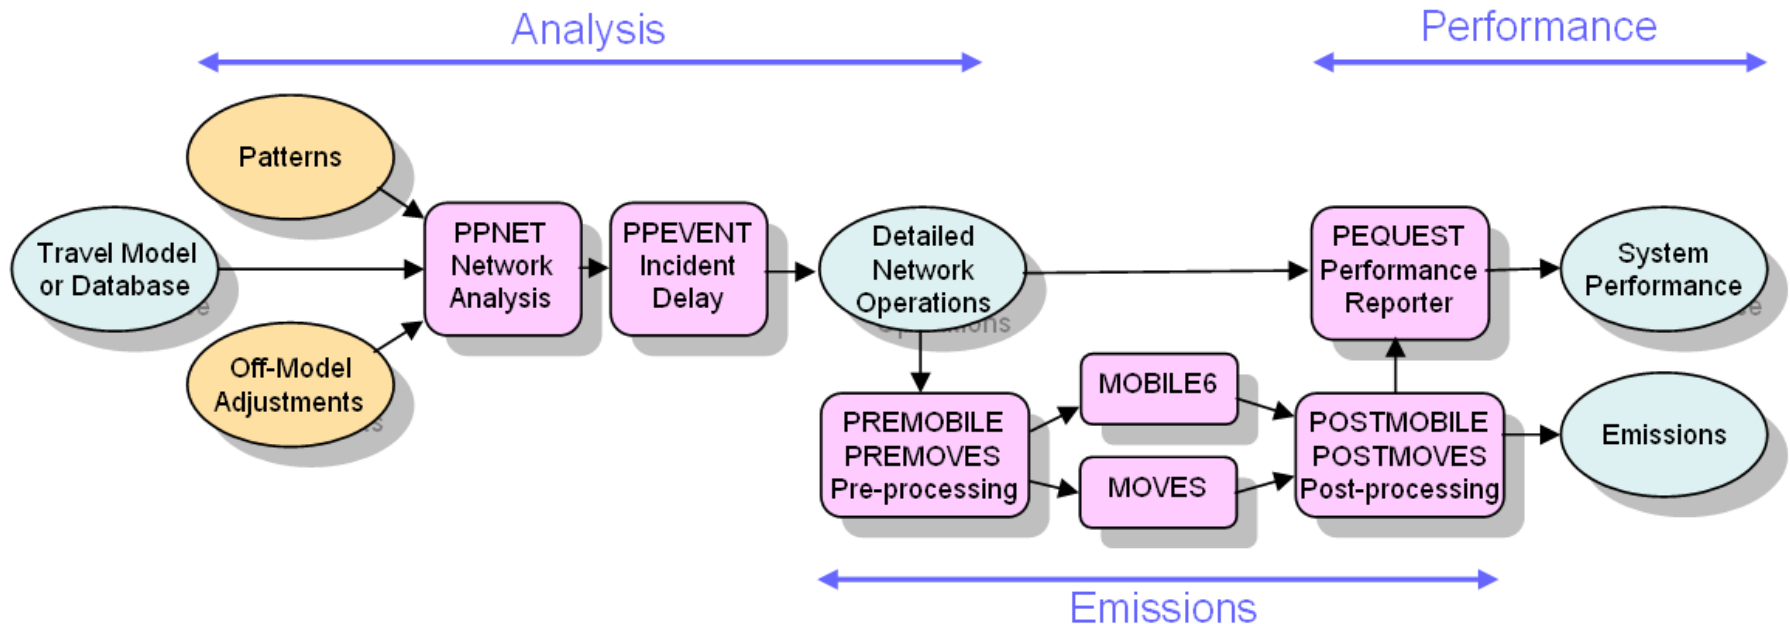 Analysis
Performance
Patterns
Travel Model
or Database
Off-Model
Adjustments
PPNET
Network
Analysis
PPEVENT
Incident
Delay
Detailed
Network
Operations
PEQUEST
Performance
Reporter
System
Performance
PREMOBILE
PREMOVES
Pre-processing
MOBILE6
MOVES
POSTMOBILE
POSTMOVES
Post-processing
Emissions
Emissions